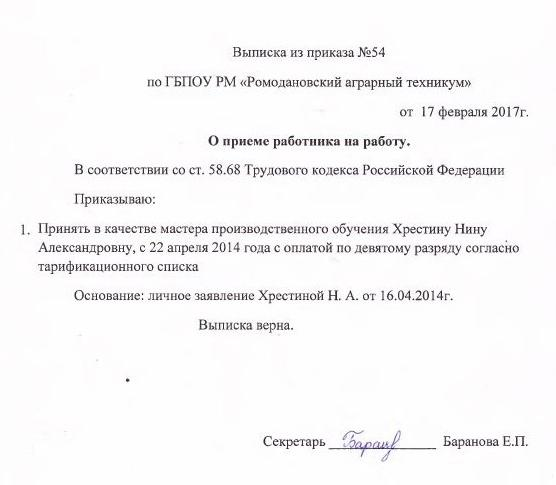 Выписка из приказа №54
по ГБПОУ РМ «Ромодановский аграрный техникум»
от 17 февраля 2017г.
О приеме работника на работу.
В соответствии со ст. 58.68 Трудового кодекса Российской Федерации
Приказываю:
1. Принять в качестве мастера производственного обучения Хрестину Нину
Александровну, с 22 апреля 2014 года с оплатой по девятому разряду согласно
тарификационного списка
Основание: личное заявление Хрестиной Н. А. от 16.04.2014г.
Выписка верна.
Секретарь Баранова Е.П.